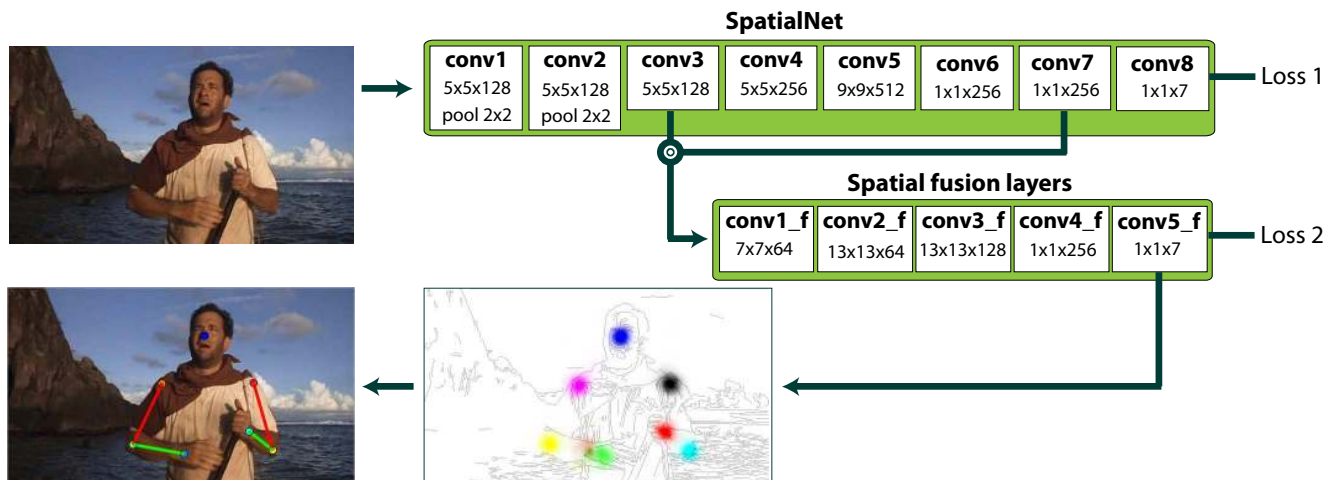 SpatialNet
conv1 conv2 conv3 conv4 conv5 conv6 conv7 conv8
5x5x128 5x5x128 5x5x128 5x5x256 9x9x512 1x1x256 1x1x256 1x1x7
pool 2x2 pool 2x2
Loss 1
Spatial fusion layers
conv1_f conv2_f conv3_f conv4_f conv5_f
7x7x64 13x13x64 13x13x128 1x1x256 1x1x7
Loss 2